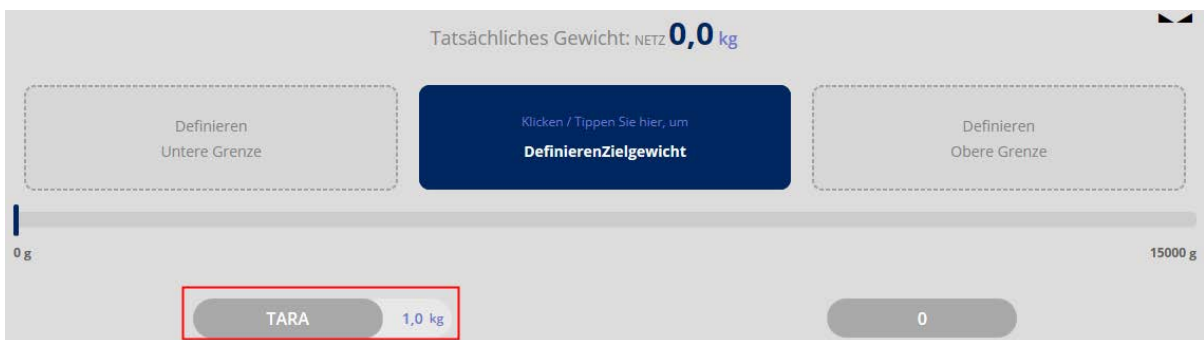 Tatsächliches Gewicht: NETZ 0,0 kg
Definieren
Untere Grenze
Klicken / Tippen Sie hier, um
DefinierenZielgewicht
Definieren
Obere Grenze
0 g
15000 g
TARA 1,0 kg
0